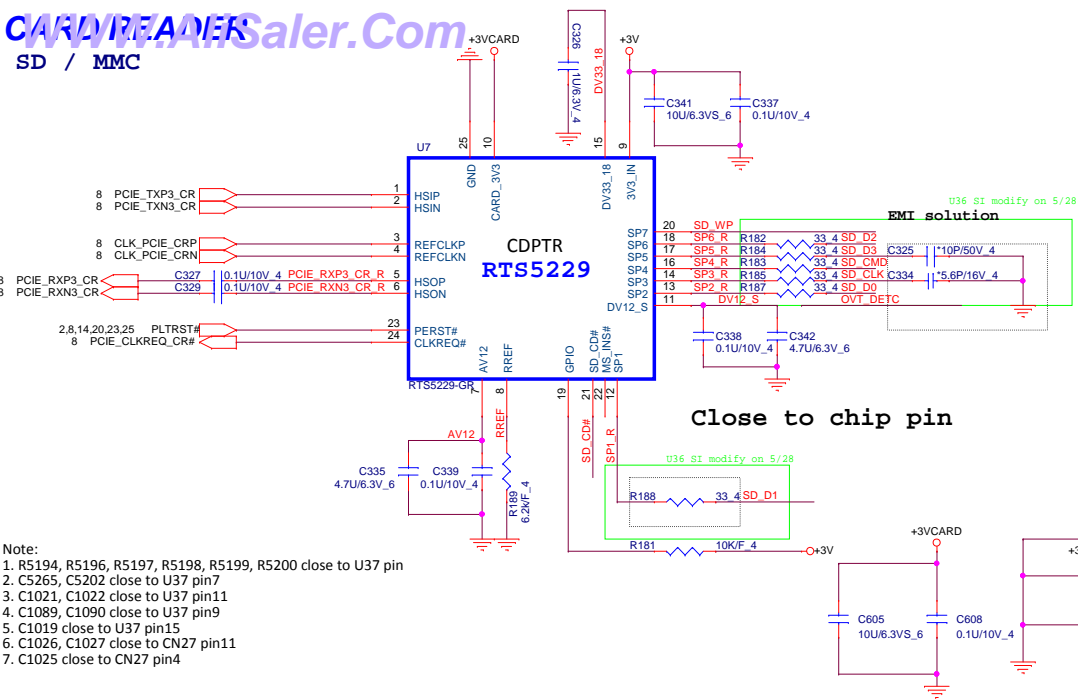 CARD READER
WWW.AliSaler.Com
SD / MMC
+3VCARD
C326
1U/6.3V_4
DV33_18
+3V
C341
10U/6.3VS_6
C337
0.1U/10V_4
U7
25
10
15
9
GND
CARD_3V3
DV33_18
3V3_IN
8 PCIE_TXP3_CR
8 PCIE_TXN3_CR
1
2
HSIP
HSIN
8 CLK_PCIE_CRP
8 CLK_PCIE_CRN
3
4
REFCLKP
REFCLKN
8 PCIE_RXP3_CR
8 PCIE_RXN3_CR
C327 0.1U/10V_4 PCIE_RXP3_CR_R 5
C329 0.1U/10V_4 PCIE_RXN3_CR_R 6
HSOP
HSON
2,8,14,20,23,25 PLTRST#
8 PCIE_CLKREQ_CR#
23
24
PERST#
CLKREQ#
CDPTR
RTS5229
SP7
SP6
SP5
SP4
SP3
SP2
DV12_S
20 SD_WP
18 SP6_R R182 33_4 SD_D2
17 SP5_R R184 33_4 SD_D3
16 SP4_R R183 33_4 SD_CMD
14 SP3_R R185 33_4 SD_CLK
13 SP2_R R187 33_4 SD_D0
11 DV12_S OVT_DETC
U36 SI modify on 5/28
EMI solution
C325 *10P/50V_4
C334 *5.6P/16V_4
C338
0.1U/10V_4
C342
4.7U/6.3V_6
AV12
RREF
GPIO
SD_CD#
MS_INS#
SP1
RTS5229-GR
7
8
19
21
22
12
AV12
RREF
SD_CD#
SP1_R
Close to chip pin
C335
4.7U/6.3V_6
C339
0.1U/10V_4
R189
6.2k/F_4
U36 SI modify on 5/28
R188 33_4 SD_D1
R181 10K/F_4 +3V
Note:
1. R5194, R5196, R5197, R5198, R5199, R5200 close to U37 pin
2. C5265, C5202 close to U37 pin7
3. C1021, C1022 close to U37 pin11
4. C1089, C1090 close to U37 pin9
5. C1019 close to U37 pin15
6. C1026, C1027 close to CN27 pin11
7. C1025 close to CN27 pin4
+3VCARD
C605
10U/6.3VS_6
C608
0.1U/10V_4